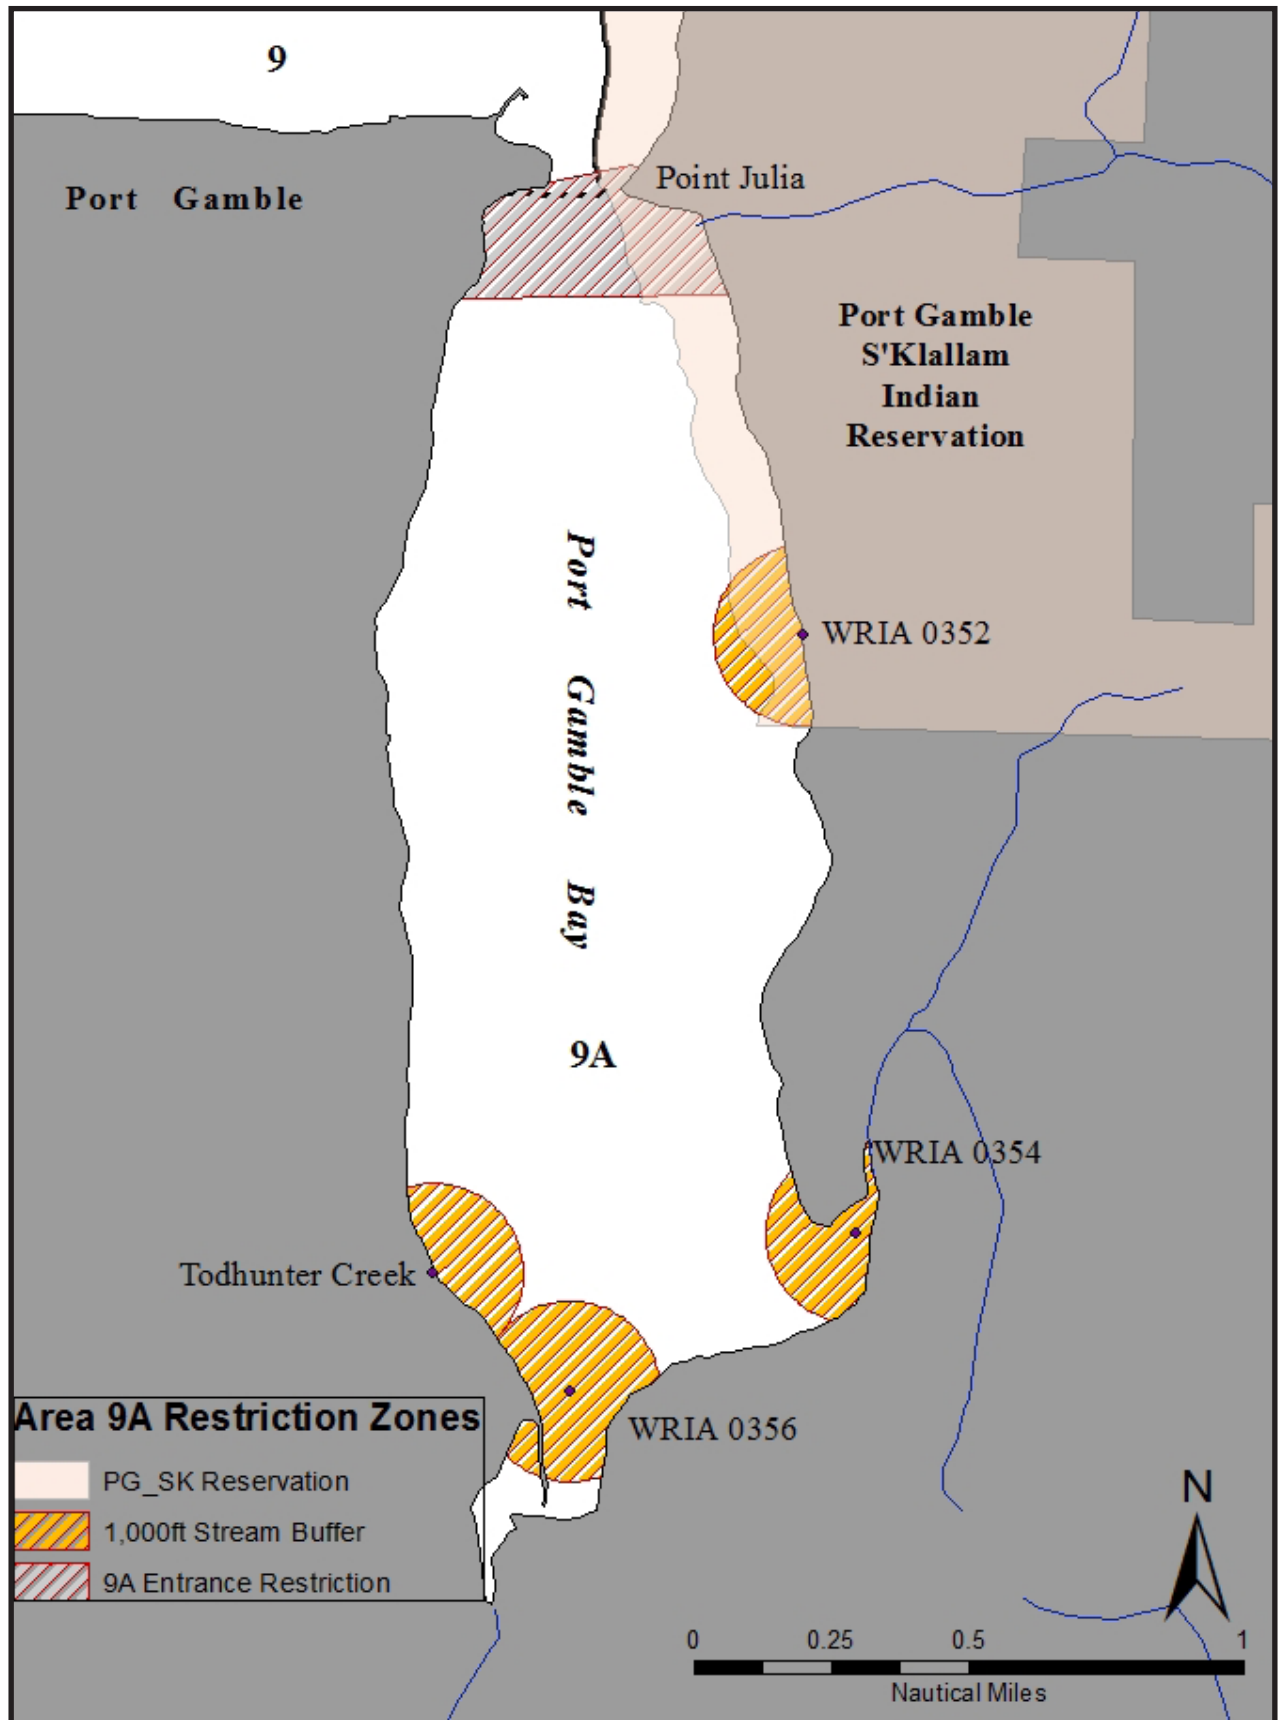 9
Port Gamble
Point Julia
Port Gamble
S'Klallam
Indian
Reservation
Port Gamble Bay
WRIA 0352
9A
WRIA 0354
Todhunter Creek
WRIA 0356
Area 9A Restriction Zones
PG_SK Reservation
1,000ft Stream Buffer
9A Entrance Restriction
N
0 0.25 0.5 1
Nautical Miles